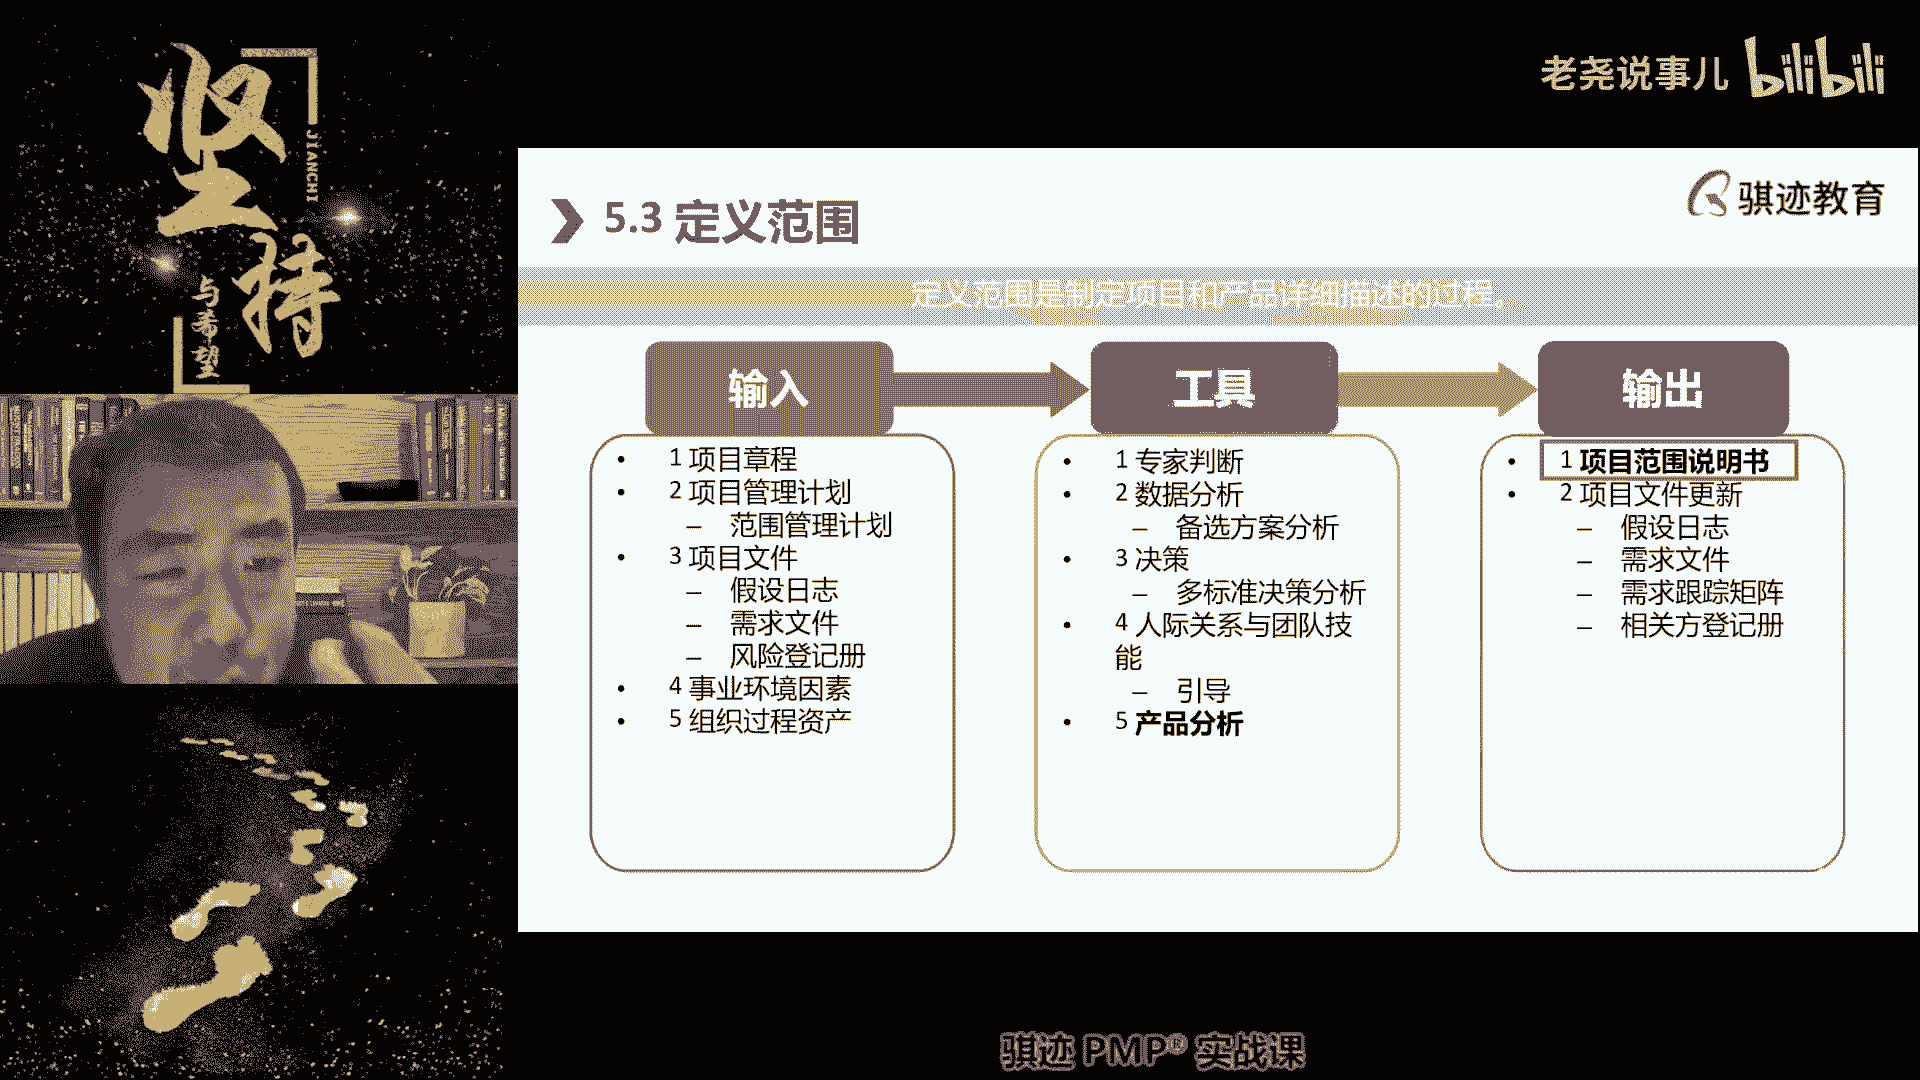 坚持
JIANCHI
与希望
老尧说事儿 bilibili
骐迹教育
5.3 定义范围
定义范围是制定项目和产品详细描述的过程。
输入
• 1 项目章程
• 2 项目管理计划
– 范围管理计划
• 3 项目文件
– 假设日志
– 需求文件
– 风险登记册
• 4 事业环境因素
• 5 组织过程资产
工具
• 1 专家判断
• 2 数据分析
– 备选方案分析
• 3 决策
– 多标准决策分析
• 4 人际关系与团队技
能
– 引导
• 5 产品分析
输出
• 1 项目范围说明书
• 2 项目文件更新
– 假设日志
– 需求文件
– 需求跟踪矩阵
– 相关方登记册
骐迹 PMP® 实战课